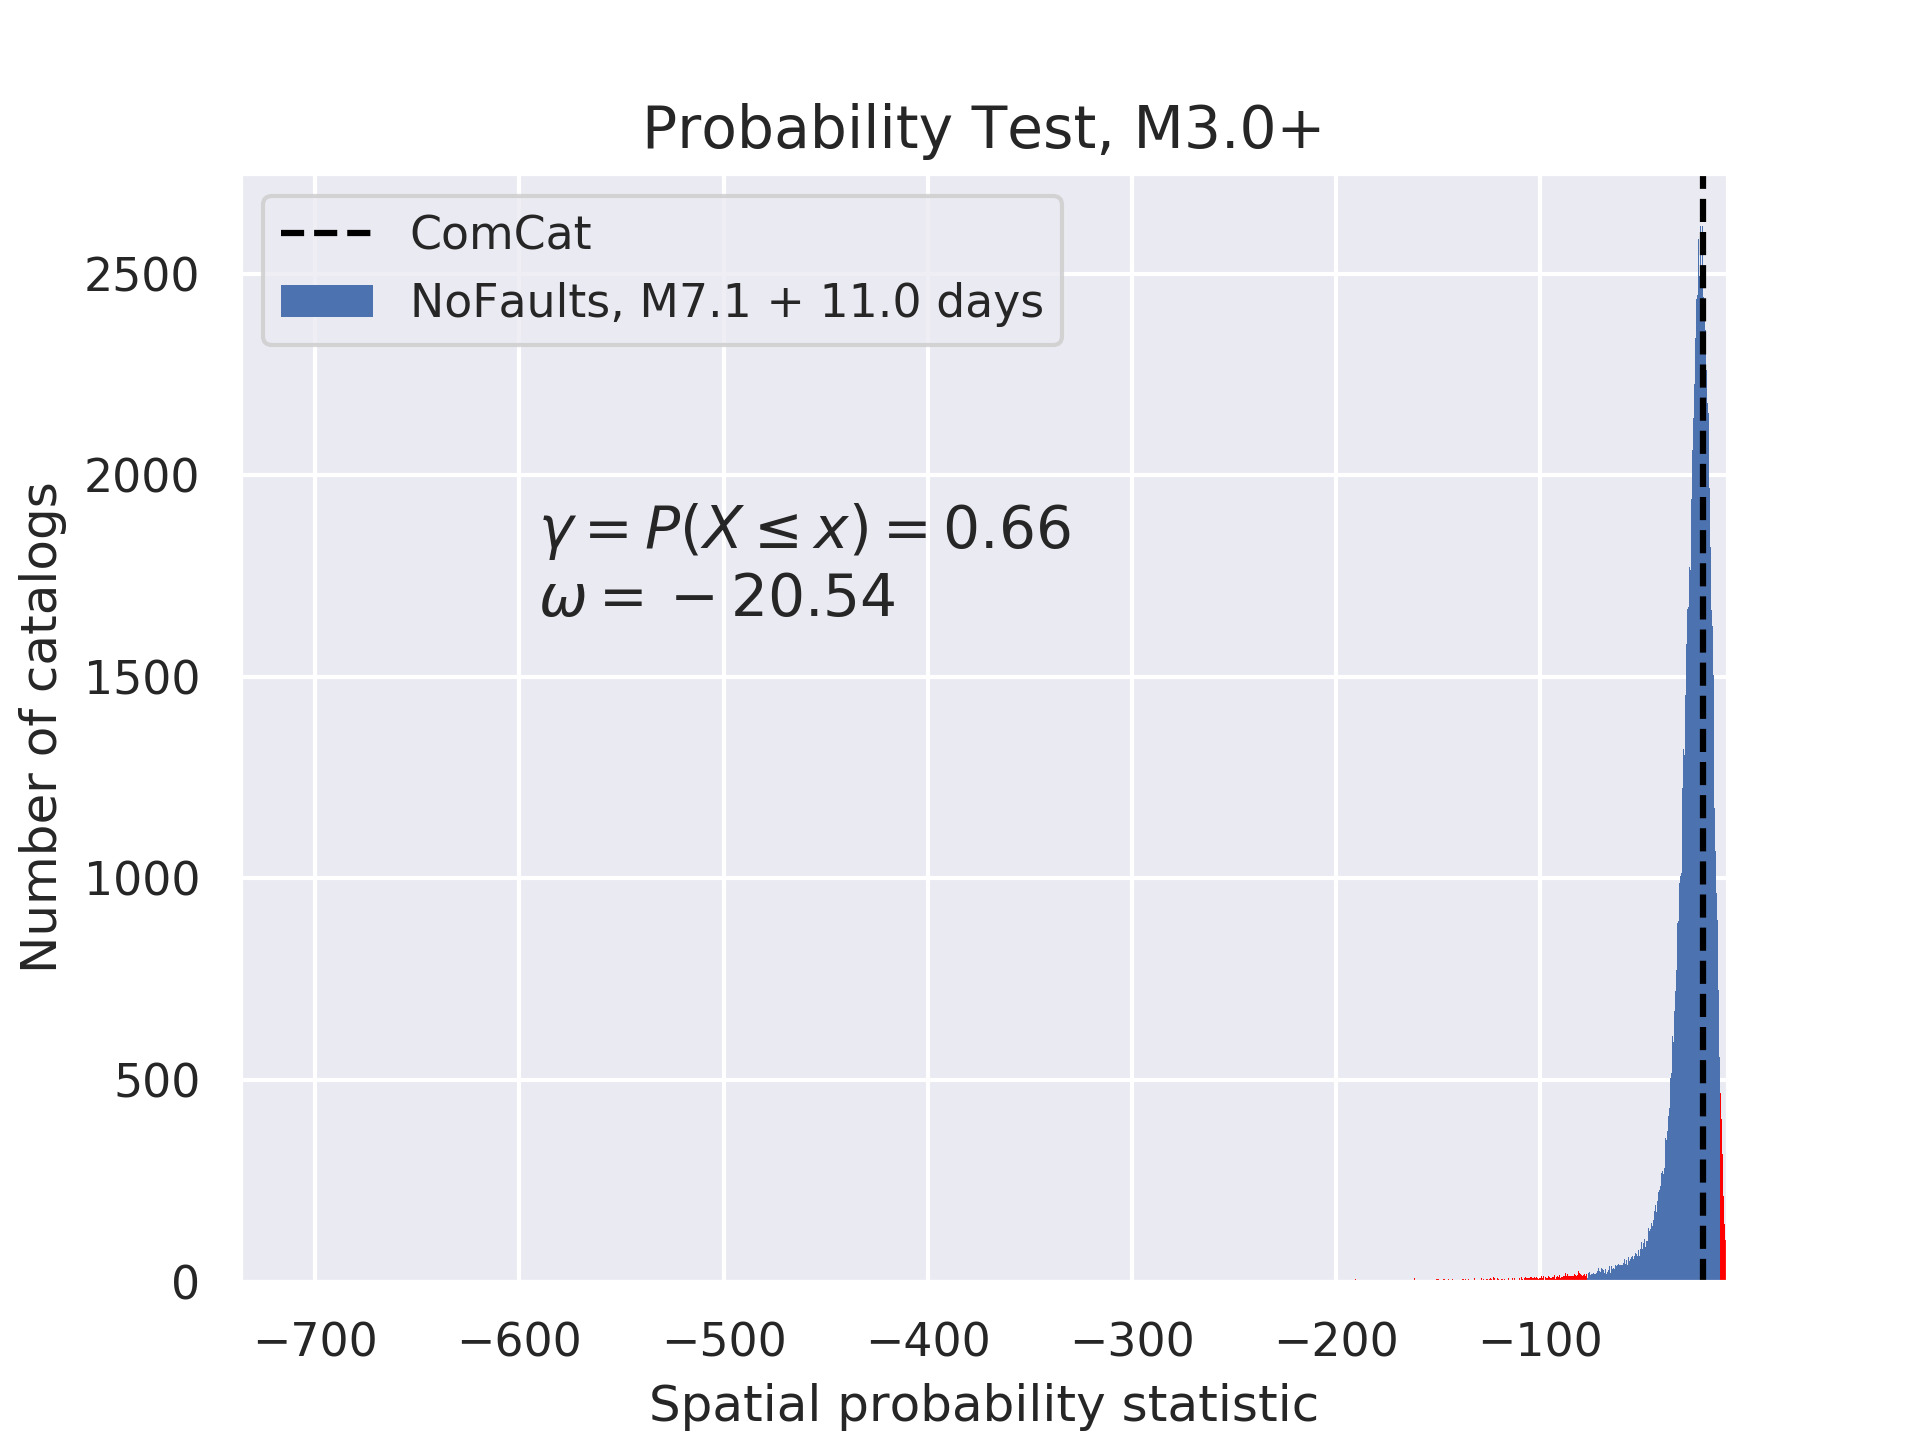 Probability Test, M3.0+
ComCat
NoFaults, M7.1 + 11.0 days
γ = P(X ≤ x) = 0.66
ω = − 20.54
Number of catalogs
2500
2000
1500
1000
500
0
−700 −600 −500 −400 −300 −200 −100
Spatial probability statistic